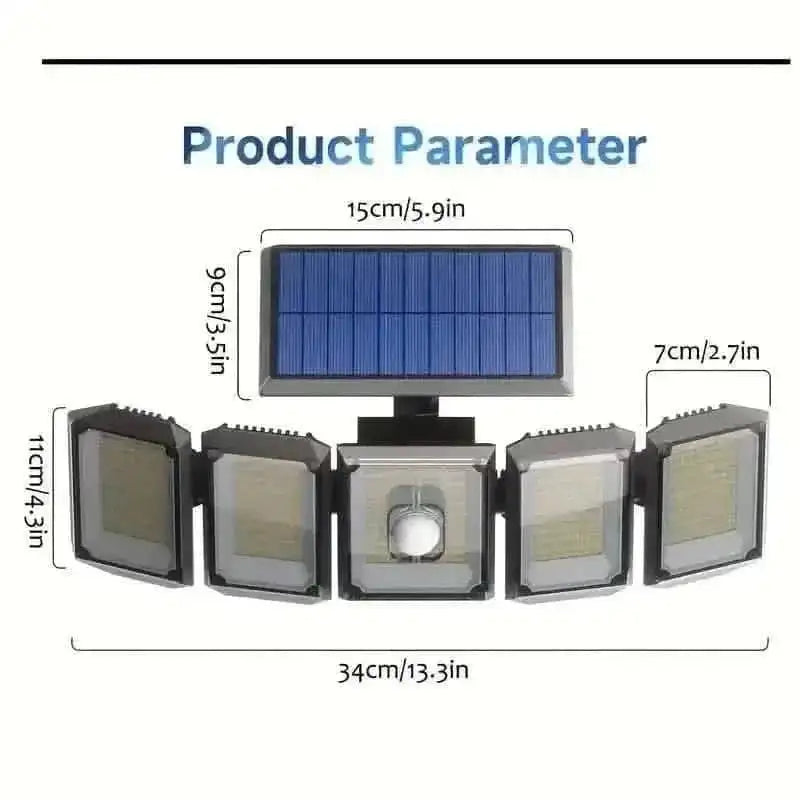 Product Parameter
15cm/5.9in
9cm/3.5in
7cm/2.7in
11cm/4.3in
34cm/13.3in